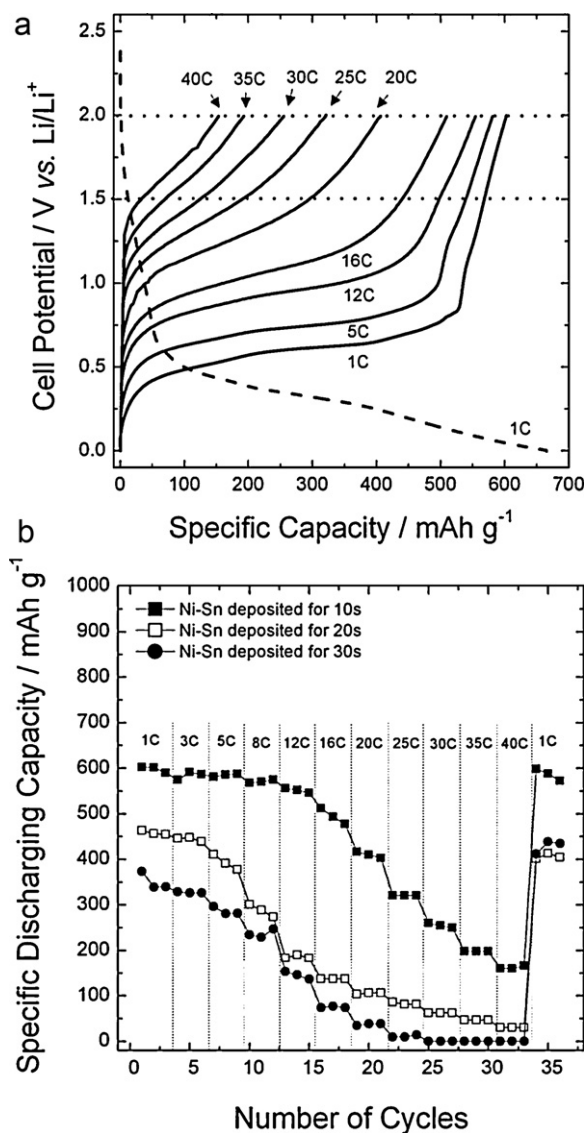 a
2.5
2.0
1.5
1.0
0.5
0.0
Cell Potential / V vs. Li/Li+
40C 35C 30C 25C 20C
16C
12C
5C
1C
1C
0 100 200 300 400 500 600 700
Specific Capacity / mAh g-1
b
1000
900
800
700
600
500
400
300
200
100
0
Specific Discharging Capacity / mAh g-1
Ni-Sn deposited for 10s
Ni-Sn deposited for 20s
Ni-Sn deposited for 30s
1C 3C 5C 8C 12C 16C 20C 25C 30C 35C 40C 1C
0 5 10 15 20 25 30 35
Number of Cycles